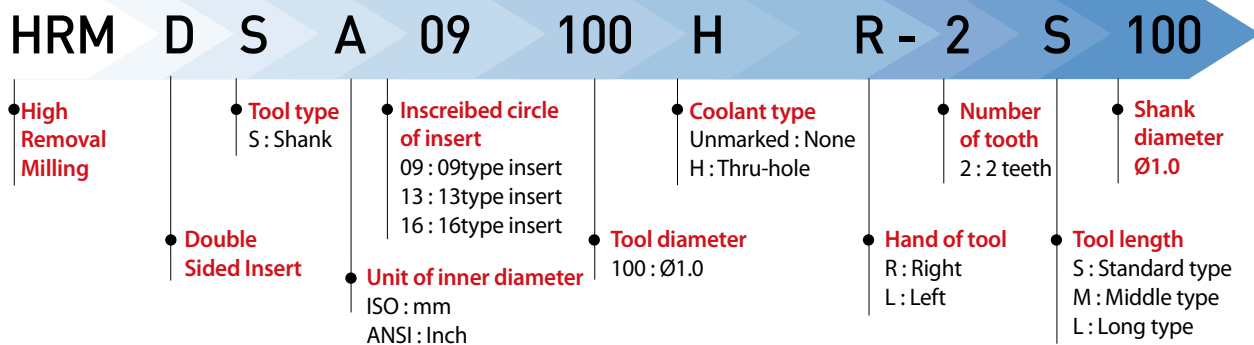 HRM D S A 09 100 H R - 2 S 100
High
Removal
Milling
Double
Sided Insert
Tool type
S : Shank
Unit of inner diameter
ISO : mm
ANSI : Inch
Inscreibed circle
of insert
09 : 09type insert
13 : 13type insert
16 : 16type insert
Tool diameter
100 : Ø1.0
Coolant type
Unmarked : None
H : Thru-hole
Hand of tool
R : Right
L : Left
Number
of tooth
2 : 2 teeth
Tool length
S : Standard type
M : Middle type
L : Long type
Shank
diameter
Ø1.0